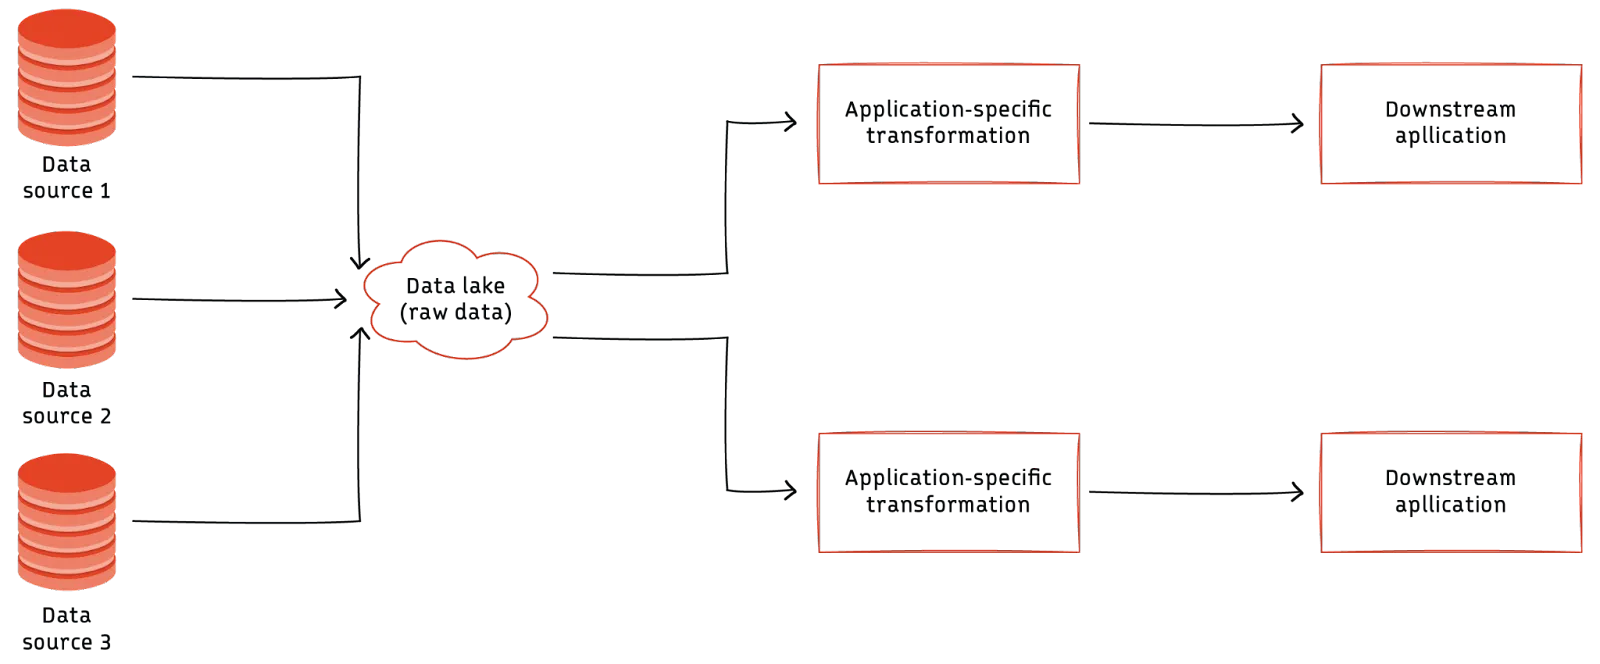 Data
source 1
Data
source 2
Data
source 3
Data lake
(raw data)
Application-specific
transformation
Downstream
apllication
Application-specific
transformation
Downstream
apllication